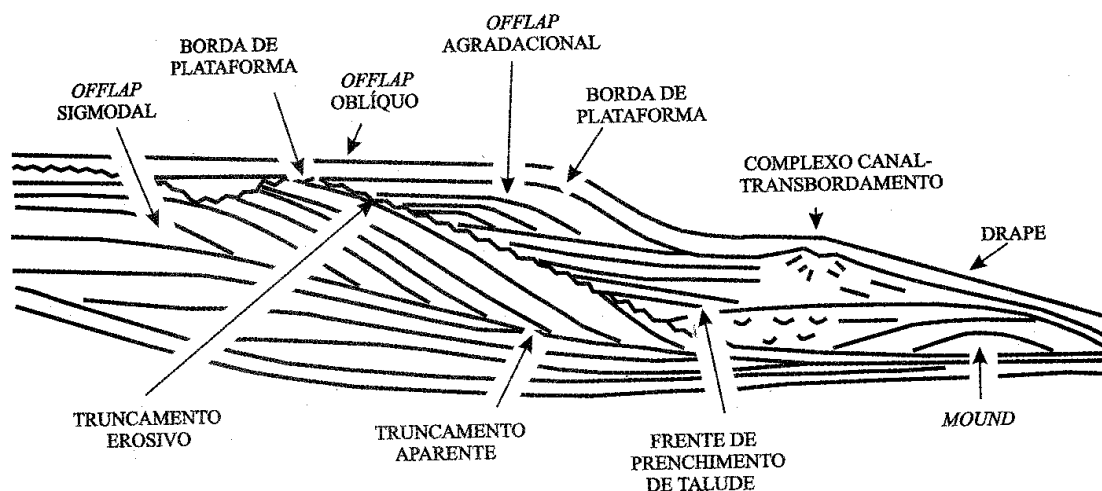 OFFLAP
AGRADACIONAL
BORDA DE
PLATAFORMA
OFFLAP
OBLÍQUO
OFFLAP
SIGMODAL
BORDA DE
PLATAFORMA
COMPLEXO CANAL-
TRANSBORDAMENTO
DRAPE
TRUNCAMENTO
EROSIVO
TRUNCAMENTO
APARENTE
FRENTE DE
PRENCHIMENTO
DE TALUDE
MOUND